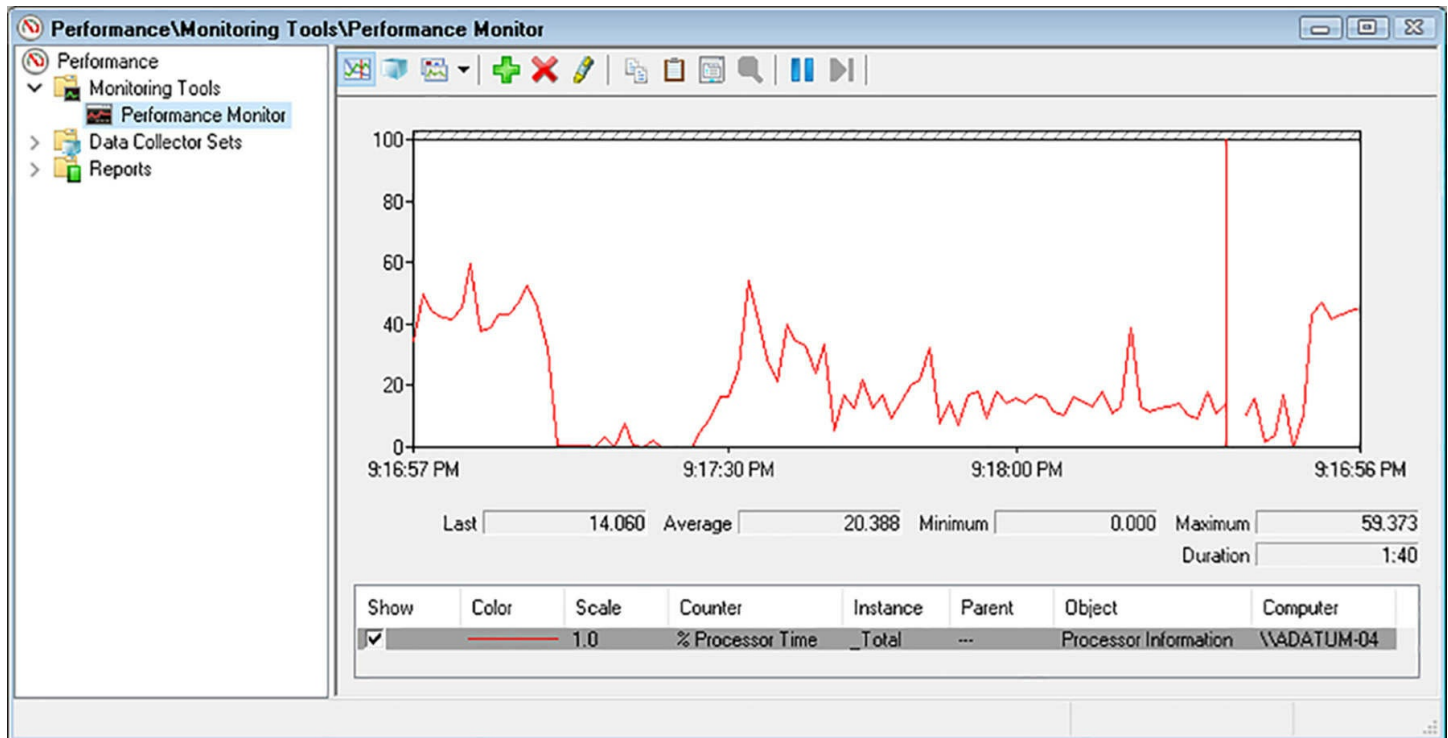 Performance\Monitoring Tools\Performance Monitor
Performance
Monitoring Tools
Performance Monitor
Data Collector Sets
Reports
100
80
60
40
20
0
9:16:57 PM 9:17:30 PM 9:18:00 PM 9:16:56 PM
Last 14.060 Average 20.388 Minimum 0.000 Maximum 59.373
Duration 1:40
Show Color Scale Counter Instance Parent Object Computer
1.0 % Processor Time _Total --- Processor Information \\ADATUM-04